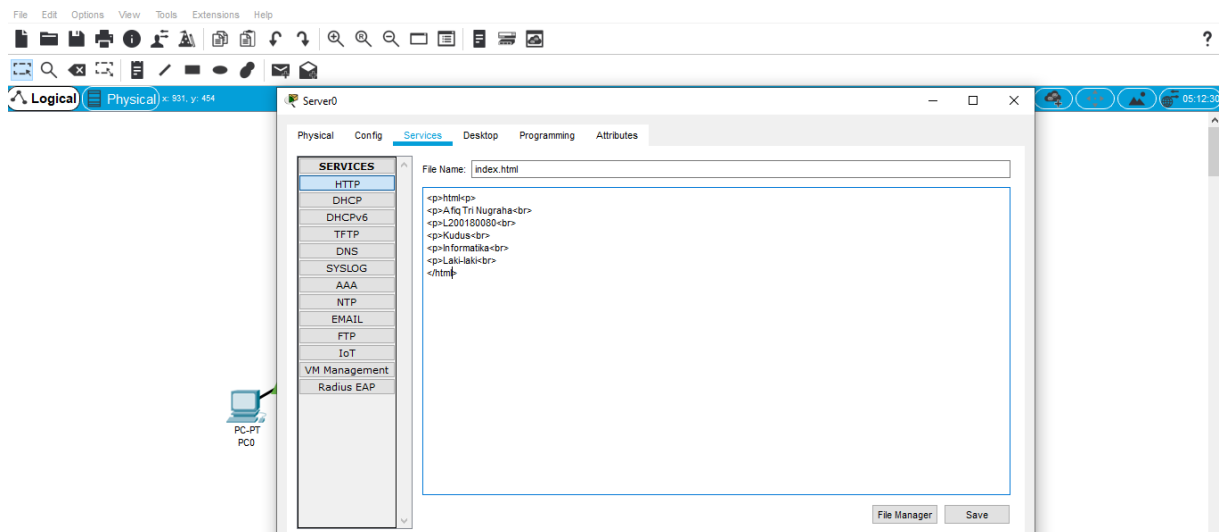 File Edit Options View Tools Extensions Help
?
Logical Physical x: 931, y: 454
Server0
05:12:30
Physical Config Services Desktop Programming Attributes
SERVICES
HTTP
DHCP
DHCPv6
TFTP
DNS
SYSLOG
AAA
NTP
EMAIL
FTP
IoT
VM Management
Radius EAP
File Name: index.html
<p>html<p>
<p>Afiq Tri Nugraha<br>
<p>L200180080<br>
<p>Kudus<br>
<p>Informatika<br>
<p>Laki-laki<br>
</html>
File Manager Save
PC-PT
PC0